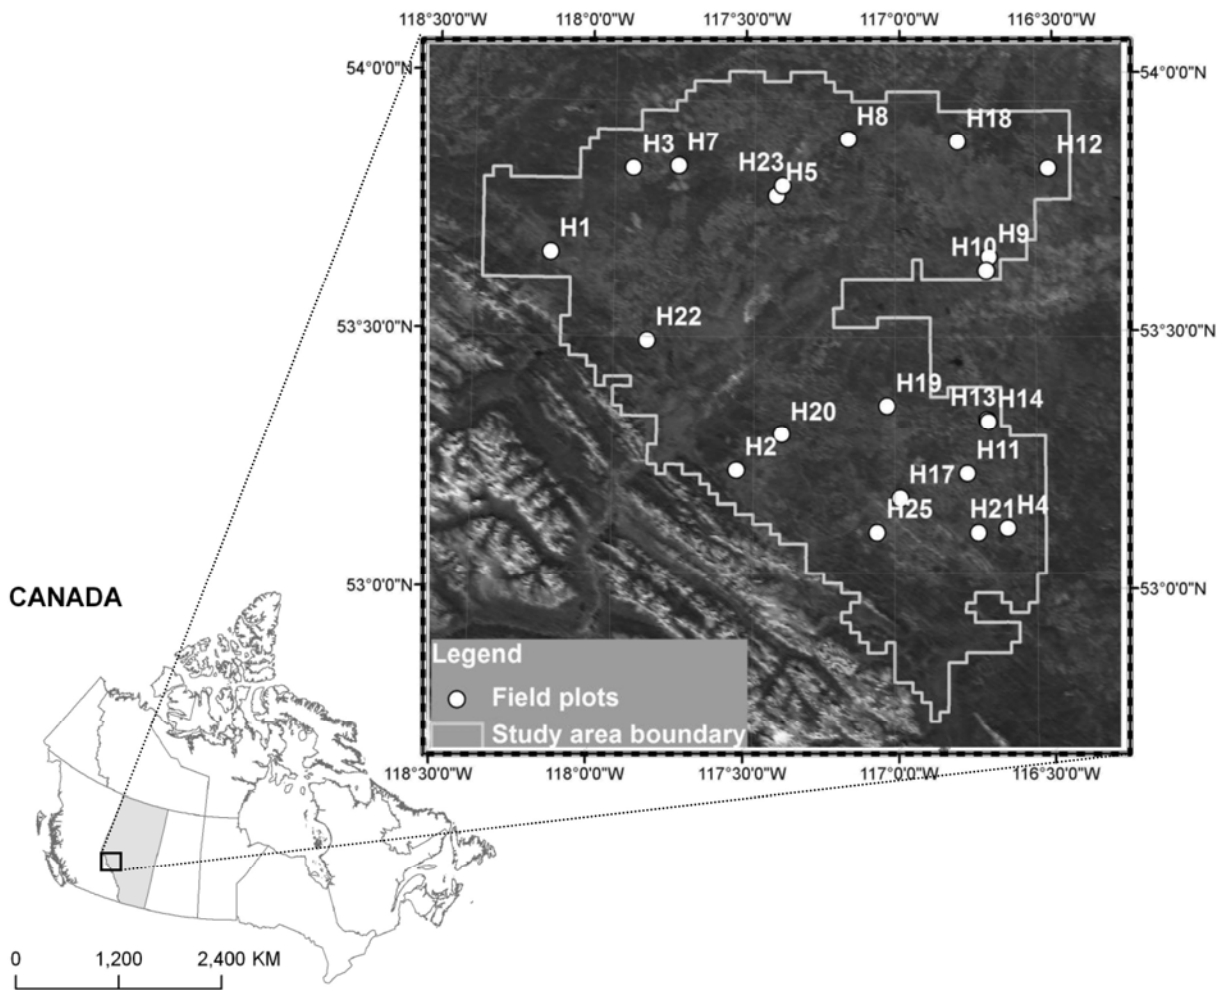 118°30'0"W 118°0'0"W 117°30'0"W 117°0'0"W 116°30'0"W
54°0'0"N 54°0'0"N
H8 H18
H3 H7 H12
H23 H5
H1 H10 H9
H22
53°30'0"N 53°30'0"N
H19 H13 H14
H20
H2 H11
H17
H25 H21 H4
53°0'0"N 53°0'0"N
CANADA
Legend
Field plots
Study area boundary
118°30'0"W 118°0'0"W 117°30'0"W 117°0'0"W 116°30'0"W
0 1,200 2,400 KM